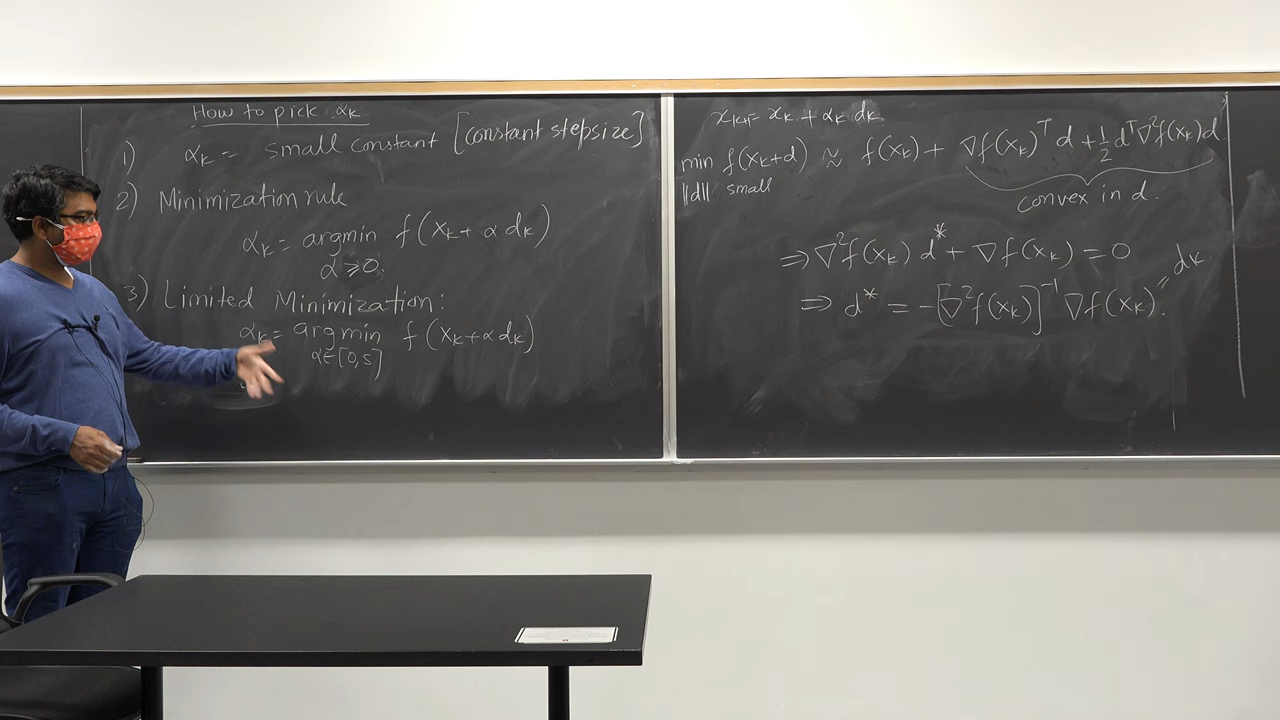 How to pick αₖ
1) αₖ = small constant [constant stepsize]
2) Minimization rule
αₖ = argmin f(xₖ + α dₖ)
α ≥ 0
3) Limited Minimization:
αₖ = argmin f(xₖ + α dₖ)
α ∈ [0, s]
xₖ₊₁ = xₖ + αₖ dₖ
min f(xₖ+d) ≈ f(xₖ) + ∇f(xₖ)ᵀ d + ½ dᵀ ∇²f(xₖ) d
||d|| small
convex in d.
⇒ ∇²f(xₖ) d* + ∇f(xₖ) = 0
⇒ d* = -[∇²f(xₖ)]⁻¹ ∇f(xₖ). = dₖ